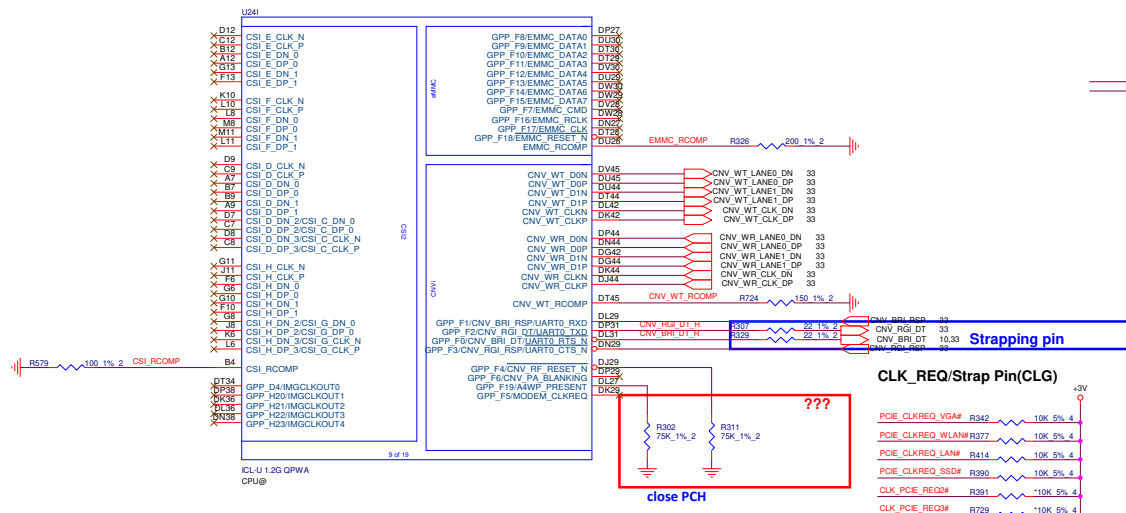 U24I
D12 CSI_E_CLK_N
C12 CSI_E_CLK_P
B12 CSI_E_DN_0
A12 CSI_E_DP_0
G13 CSI_E_DN_1
F13 CSI_E_DP_1
K10 CSI_F_CLK_N
L10 CSI_F_CLK_P
L8 CSI_F_DN_0
M8 CSI_F_DP_0
M11 CSI_F_DN_1
L11 CSI_F_DP_1
D9 CSI_D_CLK_N
C9 CSI_D_CLK_P
A7 CSI_D_DN_0
B7 CSI_D_DP_0
B9 CSI_D_DN_1
A9 CSI_D_DP_1
D7 CSI_D_DN_2/CSI_C_DN_0
C7 CSI_D_DP_2/CSI_C_DP_0
D8 CSI_D_DN_3/CSI_C_CLK_N
C8 CSI_D_DP_3/CSI_C_CLK_P
G11 CSI_H_CLK_N
J11 CSI_H_CLK_P
F6 CSI_H_DN_0
G6 CSI_H_DP_0
G10 CSI_H_DN_1
F10 CSI_H_DP_1
G8 CSI_H_DN_2/CSI_G_DN_0
J8 CSI_H_DP_2/CSI_G_DP_0
K6 CSI_H_DN_3/CSI_G_CLK_N
L6 CSI_H_DP_3/CSI_G_CLK_P
R579 100_1%_2 CSI_RCOMP B4 CSI_RCOMP
DT34 GPP_D4/IMGCLKOUT0
DP38 GPP_H20/IMGCLKOUT1
DK36 GPP_H21/IMGCLKOUT2
DL36 GPP_H22/IMGCLKOUT3
DN38 GPP_H23/IMGCLKOUT4
CSI2
9 of 19
ICL-U 1.2G QPWA
CPU@
GPP_F8/EMMC_DATA0 DP27
GPP_F9/EMMC_DATA1 DU30
GPP_F10/EMMC_DATA2 DT30
GPP_F11/EMMC_DATA3 DT29
GPP_F12/EMMC_DATA4 DV30
GPP_F13/EMMC_DATA5 DU29
GPP_F14/EMMC_DATA6 DW30
GPP_F15/EMMC_DATA7 DW29
GPP_F7/EMMC_CMD DV28
GPP_F16/EMMC_RCLK DW28
GPP_F17/EMMC_CLK DN27
GPP_F18/EMMC_RESET_N DT28
EMMC_RCOMP DU28 EMMC_RCOMP R326 200_1%_2
CNV_WT_D0N DV45 CNV_WT_LANE0_DN 33
CNV_WT_D0P DU45 CNV_WT_LANE0_DP 33
CNV_WT_D1N DU44 CNV_WT_LANE1_DN 33
CNV_WT_D1P DT44 CNV_WT_LANE1_DP 33
CNV_WT_CLKN DL42 CNV_WT_CLK_DN 33
CNV_WT_CLKP DK42 CNV_WT_CLK_DP 33
CNV_WR_D0N DP44 CNV_WR_LANE0_DN 33
CNV_WR_D0P DN44 CNV_WR_LANE0_DP 33
CNV_WR_D1N DG42 CNV_WR_LANE1_DN 33
CNV_WR_D1P DG44 CNV_WR_LANE1_DP 33
CNV_WR_CLKN DK44 CNV_WR_CLK_DN 33
CNV_WR_CLKP DJ44 CNV_WR_CLK_DP 33
CNVI
CNV_WT_RCOMP DT45 CNV_WT_RCOMP R724 150_1%_2
GPP_F1/CNV_BRI_RSP/UART0_RXD DL29 CNV_BRI_RSP 33
GPP_F2/CNV_RGI_DT/UART0_TXD DP31 CNV_RGI_DT_R R307 22_1%_2 CNV_RGI_DT 33
GPP_F0/CNV_BRI_DT/UART0_RTS_N DL31 CNV_BRI_DT_R R329 22_1%_2 CNV_BRI_DT 10,33
GPP_F3/CNV_RGI_RSP/UART0_CTS_N DN29 CNV_RGI_RSP 33
Strapping pin
GPP_F4/CNV_RF_RESET_N DJ29
GPP_F6/CNV_PA_BLANKING DP29
GPP_F19/A4WP_PRESENT DL27
GPP_F5/MODEM_CLKREQ DK29
???
R302
75K_1%_2
R311
75K_1%_2
close PCH
CLK_REQ/Strap Pin(CLG)
+3V
PCIE_CLKREQ_VGA# R342 10K_5%_4
PCIE_CLKREQ_WLAN# R377 10K_5%_4
PCIE_CLKREQ_LAN# R414 10K_5%_4
PCIE_CLKREQ_SSD# R390 10K_5%_4
CLK_PCIE_REQ2# R391 *10K_5%_4
CLK_PCIE_REQ3# R729 *10K_5%_4